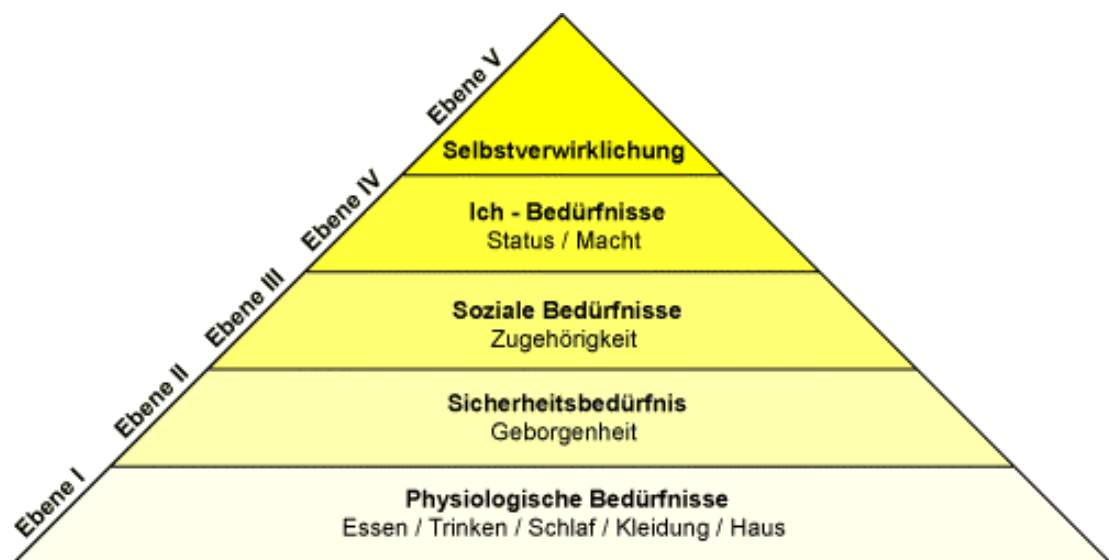 Ebene V
Selbstverwirklichung
Ebene IV
Ich - Bedürfnisse
Status / Macht
Ebene III
Soziale Bedürfnisse
Zugehörigkeit
Ebene II
Sicherheitsbedürfnis
Geborgenheit
Ebene I
Physiologische Bedürfnisse
Essen / Trinken / Schlaf / Kleidung / Haus